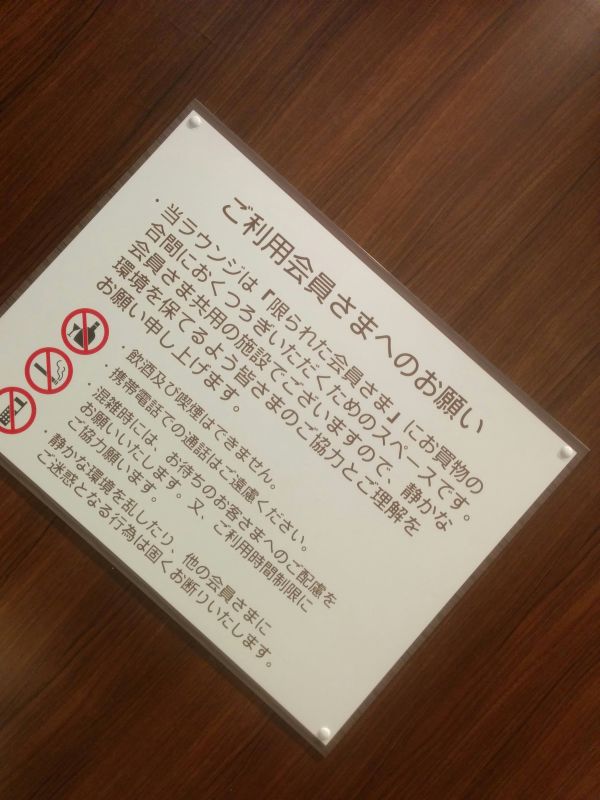 ご利用会員さまへのお願い
・当ラウンジは「限られた会員さま」にお買物の
合間におくつろぎいただくためのスペースです。
会員さま共用の施設でございますので、静かな
環境を保てるよう皆さまのご協力とご理解を
お願い申し上げます。
・飲酒及び喫煙はできません。
・携帯電話での通話はご遠慮ください。
・混雑時には、お待ちのお客さまへのご配慮を
お願いいたします。又、ご利用時間制限に
ご協力願います。
・静かな環境を乱したり、他の会員さまに
ご迷惑となる行為は固くお断りいたします。